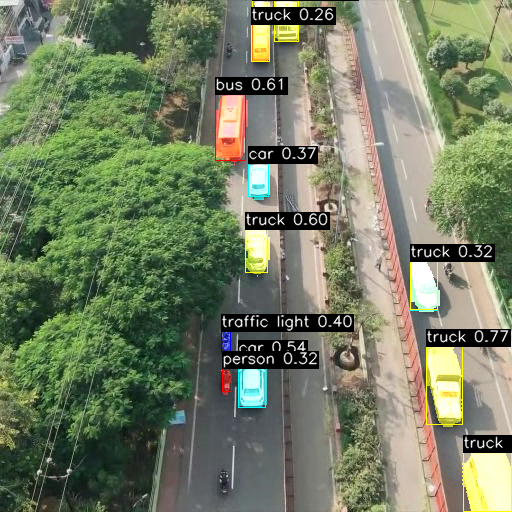 truck 0.26
bus 0.61
car 0.37
truck 0.60
truck 0.32
traffic light 0.40
truck 0.77
car 0.54
person 0.32
truck